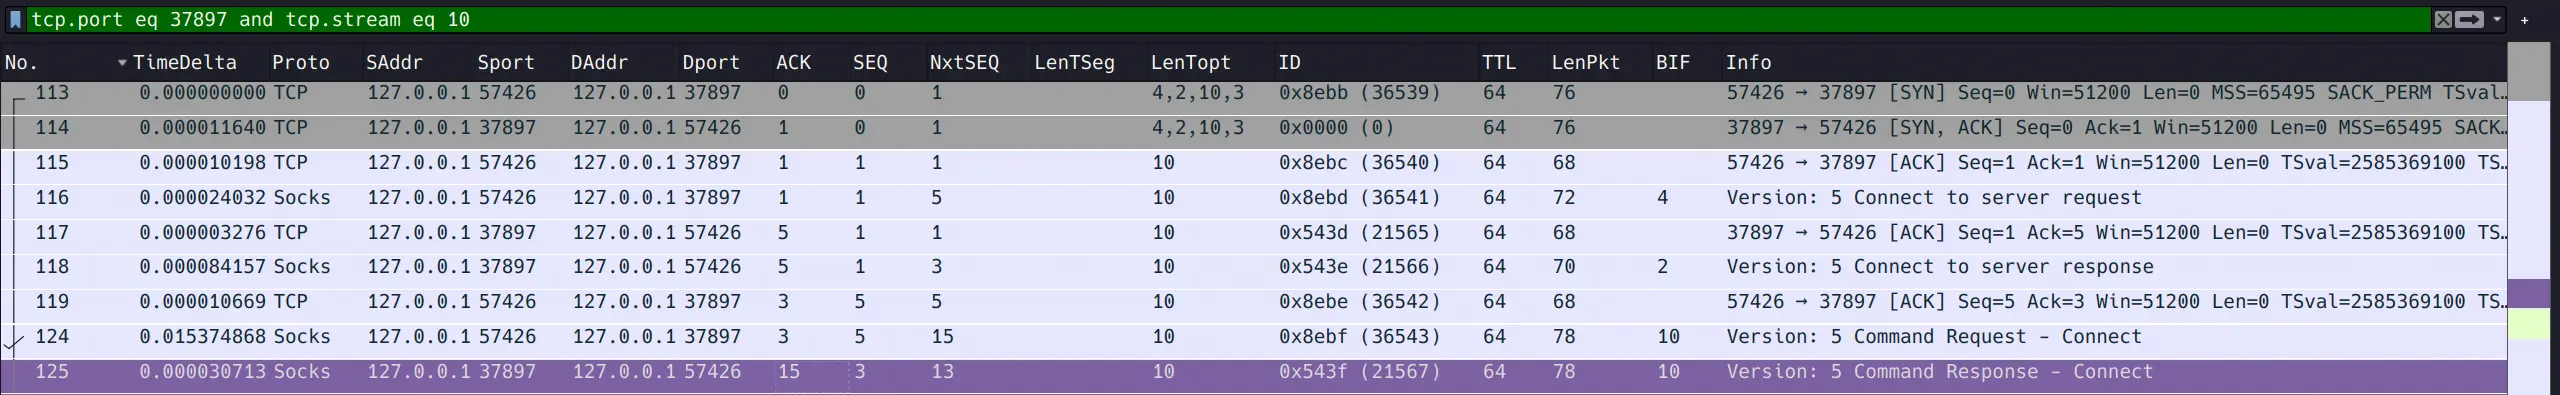 tcp.port eq 37897 and tcp.stream eq 10
No. TimeDelta Proto SAddr Sport DAddr Dport ACK SEQ NxtSEQ LenTSeg LenTopt ID TTL LenPkt BIF Info
113 0.000000000 TCP 127.0.0.1 57426 127.0.0.1 37897 0 0 1 4,2,10,3 0x8ebb (36539) 64 76 57426 → 37897 [SYN] Seq=0 Win=51200 Len=0 MSS=65495 SACK_PERM TSval…
114 0.000011640 TCP 127.0.0.1 37897 127.0.0.1 57426 1 0 1 4,2,10,3 0x0000 (0) 64 76 37897 → 57426 [SYN, ACK] Seq=0 Ack=1 Win=51200 Len=0 MSS=65495 SACK…
115 0.000010198 TCP 127.0.0.1 57426 127.0.0.1 37897 1 1 1 10 0x8ebc (36540) 64 68 57426 → 37897 [ACK] Seq=1 Ack=1 Win=51200 Len=0 TSval=2585369100 TS…
116 0.000024032 Socks 127.0.0.1 57426 127.0.0.1 37897 1 1 5 10 0x8ebd (36541) 64 72 4 Version: 5 Connect to server request
117 0.000003276 TCP 127.0.0.1 37897 127.0.0.1 57426 5 1 1 10 0x543d (21565) 64 68 37897 → 57426 [ACK] Seq=1 Ack=5 Win=51200 Len=0 TSval=2585369100 TS…
118 0.000084157 Socks 127.0.0.1 37897 127.0.0.1 57426 5 1 3 10 0x543e (21566) 64 70 2 Version: 5 Connect to server response
119 0.000010669 TCP 127.0.0.1 57426 127.0.0.1 37897 3 5 5 10 0x8ebe (36542) 64 68 57426 → 37897 [ACK] Seq=5 Ack=3 Win=51200 Len=0 TSval=2585369100 TS…
124 0.015374868 Socks 127.0.0.1 57426 127.0.0.1 37897 3 5 15 10 0x8ebf (36543) 64 78 10 Version: 5 Command Request - Connect
125 0.000030713 Socks 127.0.0.1 37897 127.0.0.1 57426 15 3 13 10 0x543f (21567) 64 78 10 Version: 5 Command Response - Connect